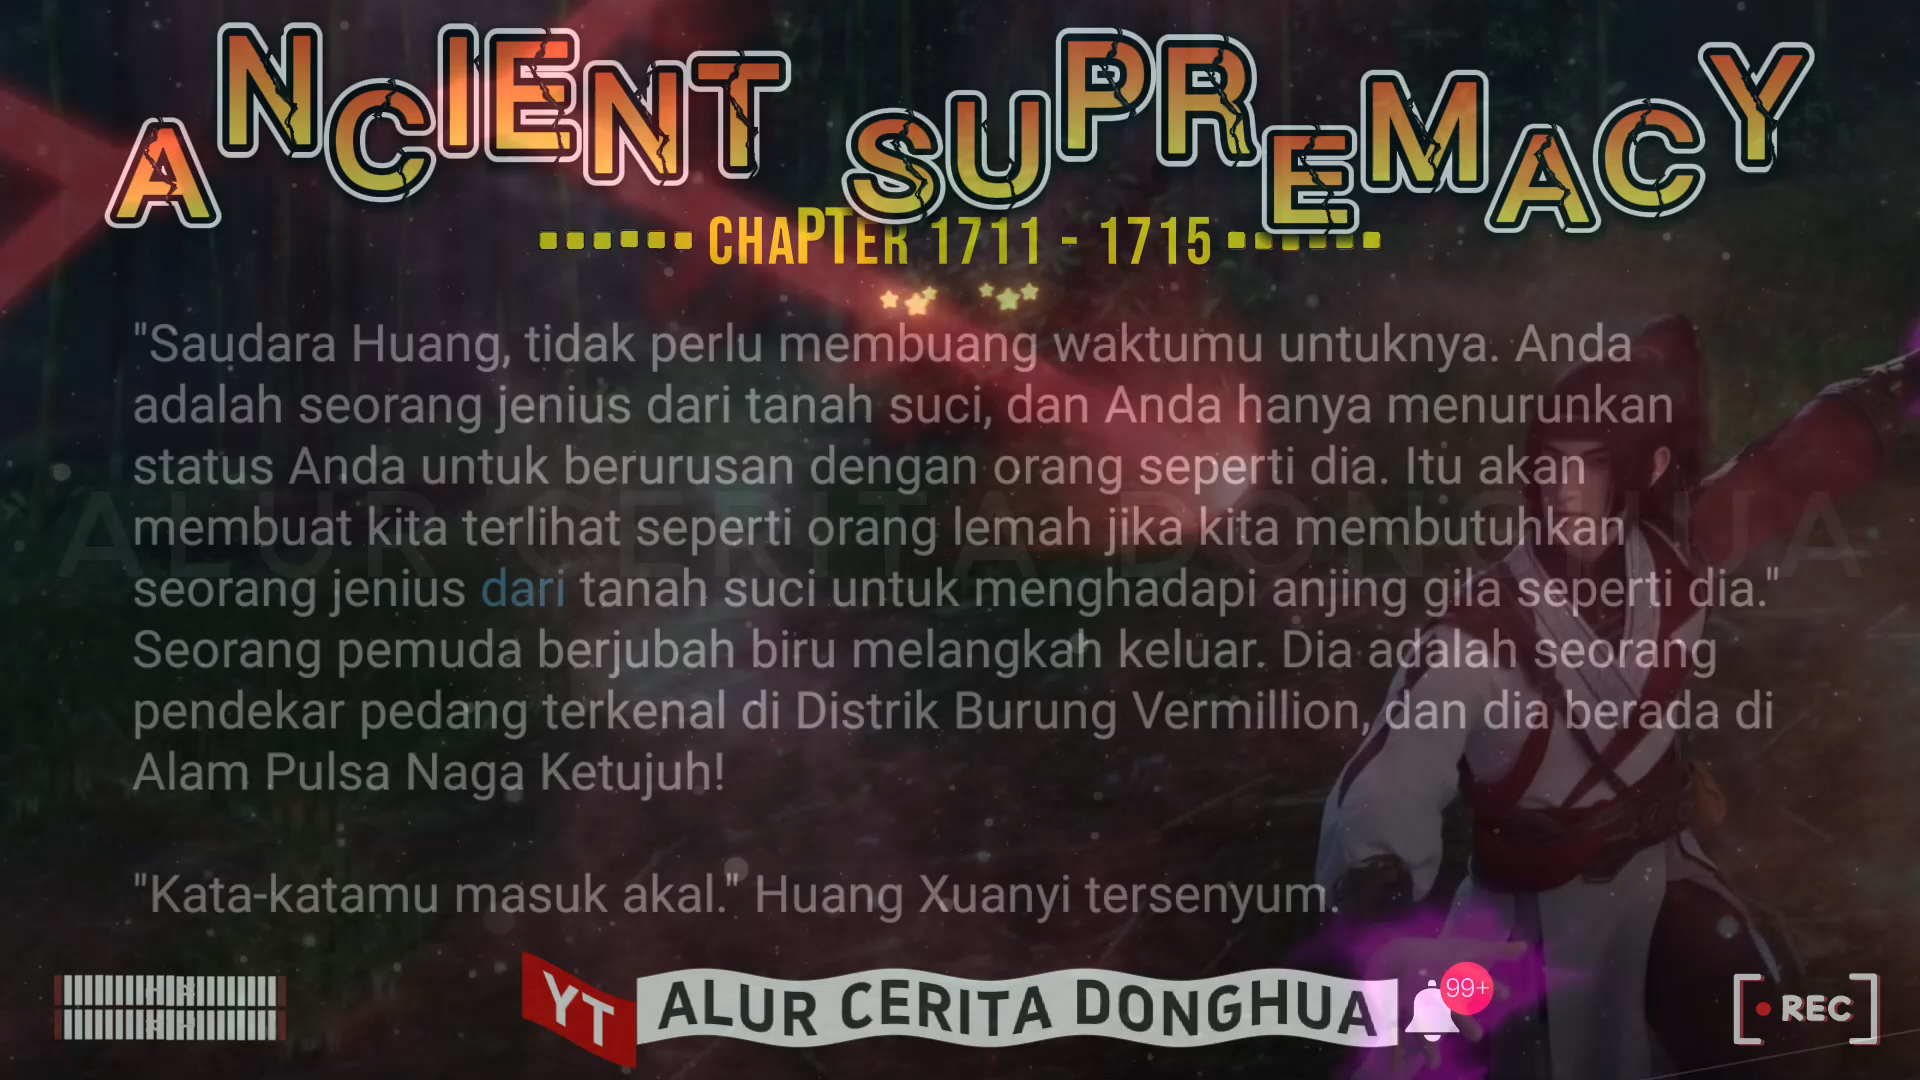 ANCIENT SUPREMACY
CHAPTER 1711 - 1715
"Saudara Huang, tidak perlu membuang waktumu untuknya. Anda
adalah seorang jenius dari tanah suci, dan Anda hanya menurunkan
status Anda untuk berurusan dengan orang seperti dia. Itu akan
membuat kita terlihat seperti orang lemah jika kita membutuhkan
seorang jenius dari tanah suci untuk menghadapi anjing gila seperti dia."
Seorang pemuda berjubah biru melangkah keluar. Dia adalah seorang
pendekar pedang terkenal di Distrik Burung Vermillion, dan dia berada di
Alam Pulsa Naga Ketujuh!
"Kata-katamu masuk akal." Huang Xuanyi tersenyum.
ALUR CERITA DONGHUA
YT ALUR CERITA DONGHUA 99+
REC